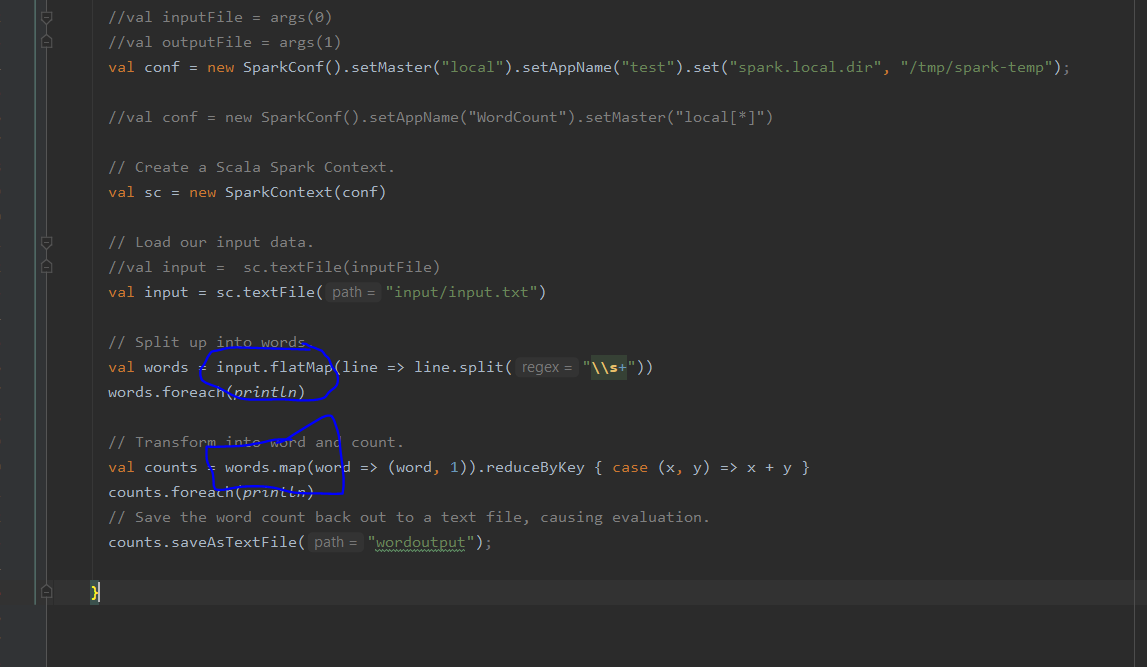 //val inputFile = args(0)
//val outputFile = args(1)
val conf = new SparkConf().setMaster("local").setAppName("test").set("spark.local.dir", "/tmp/spark-temp");
//val conf = new SparkConf().setAppName("WordCount").setMaster("local[*]")
// Create a Scala Spark Context.
val sc = new SparkContext(conf)
// Load our input data.
//val input =  sc.textFile(inputFile)
val input = sc.textFile( path = "input/input.txt")
// Split up into words.
val words = input.flatMap(line => line.split( regex = "\\s+"))
words.foreach(println)
// Transform into word and count.
val counts = words.map(word => (word, 1)).reduceByKey { case (x, y) => x + y }
counts.foreach(println)
// Save the word count back out to a text file, causing evaluation.
counts.saveAsTextFile( path = "wordoutput");
}